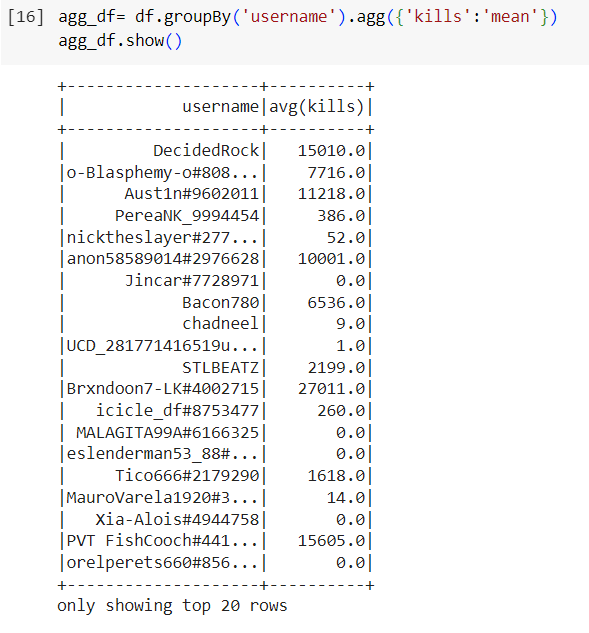 [16] agg_df= df.groupBy('username').agg({'kills':'mean'})
agg_df.show()
+--------------------+----------+
|            username|avg(kills)|
+--------------------+----------+
|         DecidedRock|   15010.0|
|o-Blasphemy-o#808...|    7716.0|
|      Aust1n#9602011|   11218.0|
|    PereaNK_9994454|     386.0|
|nicktheslayer#277...|      52.0|
|anon58589014#2976628|   10001.0|
|      Jincar#7728971|       0.0|
|            Bacon780|    6536.0|
|            chadneel|       9.0|
|UCD_281771416519u...|       1.0|
|            STLBEATZ|    2199.0|
|Brxndoon7-LK#4002715|   27011.0|
|   icicle_df#8753477|     260.0|
| MALAGITA99A#6166325|       0.0|
|eslenderman53_88#...|       0.0|
|     Tico666#2179290|    1618.0|
|MauroVarela1920#3...|      14.0|
|   Xia-Alois#4944758|       0.0|
|PVT FishCooch#441...|   15605.0|
|orelperets660#856...|       0.0|
+--------------------+----------+
only showing top 20 rows